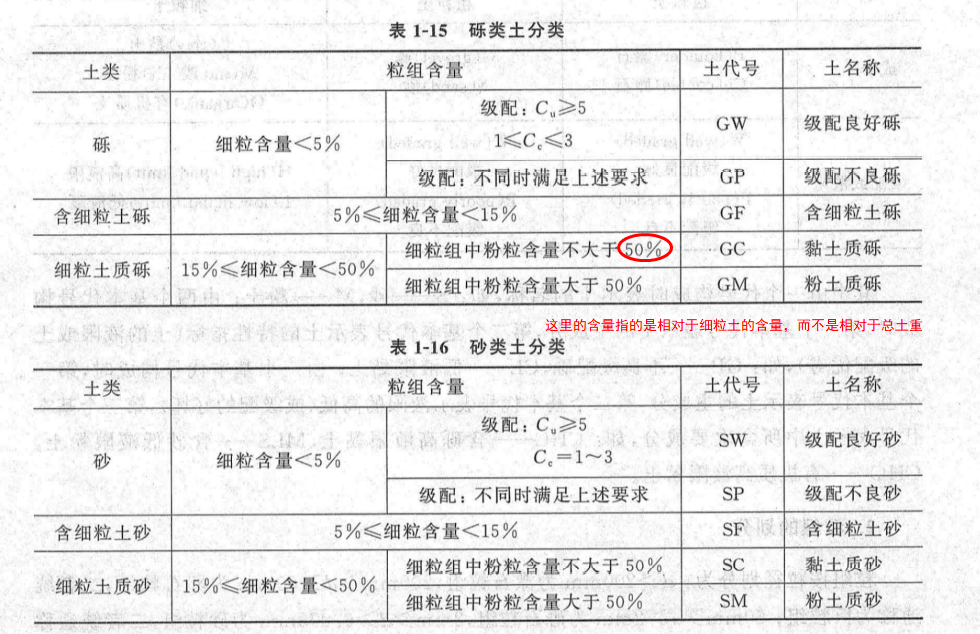 表 1-15 砾类土分类
土类 粒组含量 土代号 土名称
砾 细粒含量<5% 级配：Cu≥5 1≤Cc≤3 GW 级配良好砾
级配：不同时满足上述要求 GP 级配不良砾
含细粒土砾 5%≤细粒含量<15% GF 含细粒土砾
细粒土质砾 15%≤细粒含量<50% 细粒组中粉粒含量不大于50% GC 黏土质砾
细粒组中粉粒含量大于50% GM 粉土质砾
这里的含量指的是相对于细粒土的含量，而不是相对于总土重
表 1-16 砂类土分类
土类 粒组含量 土代号 土名称
砂 细粒含量<5% 级配：Cu≥5 Cc=1~3 SW 级配良好砂
级配：不同时满足上述要求 SP 级配不良砂
含细粒土砂 5%≤细粒含量<15% SF 含细粒土砂
细粒土质砂 15%≤细粒含量<50% 细粒组中粉粒含量不大于50% SC 黏土质砂
细粒组中粉粒含量大于50% SM 粉土质砂